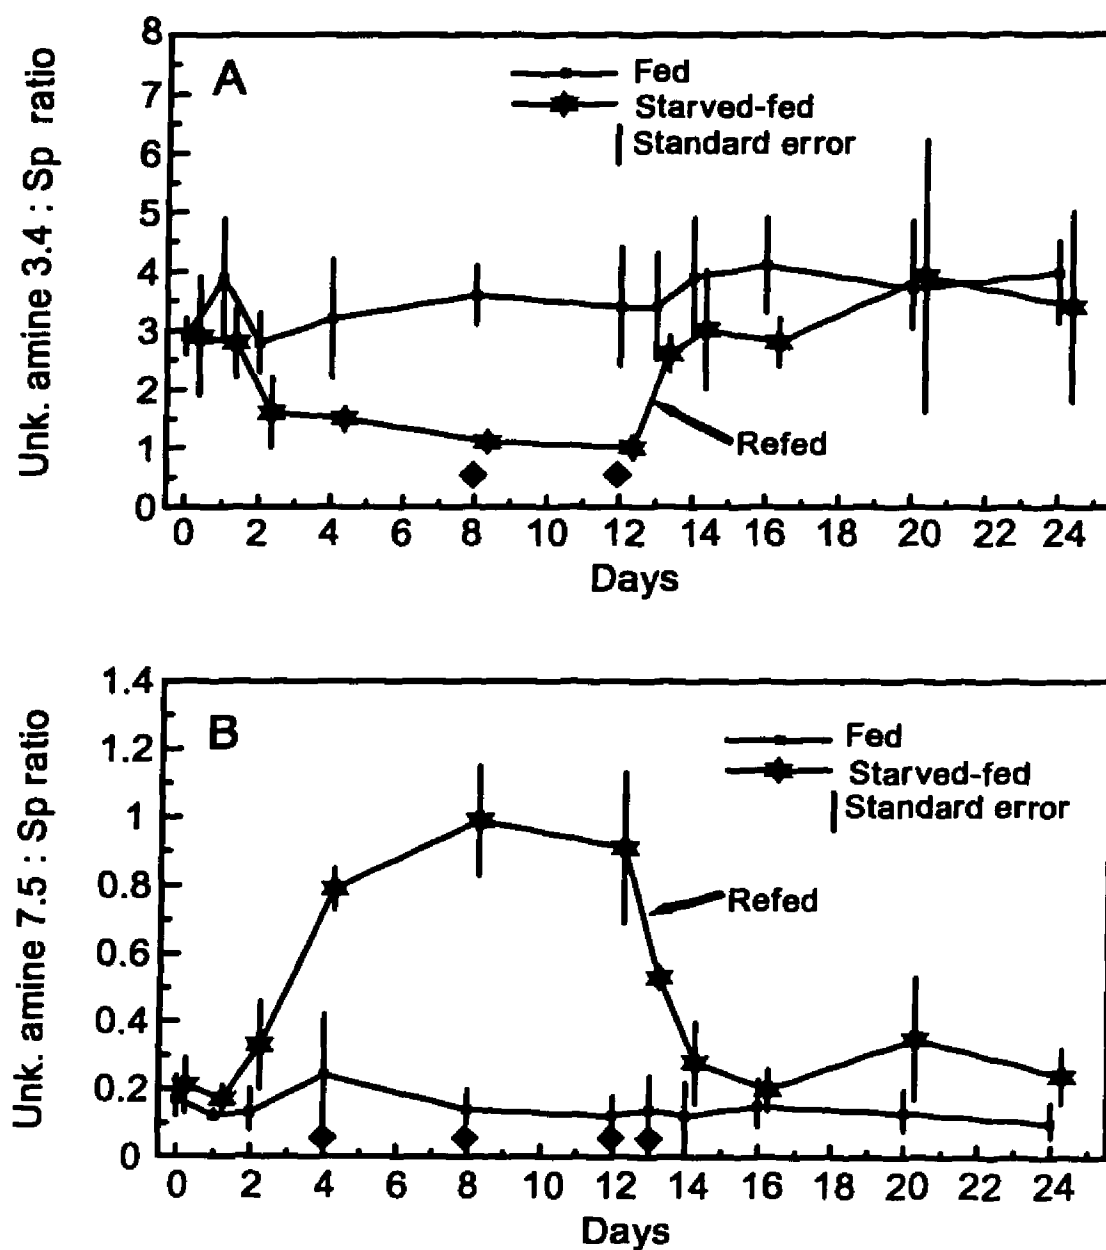 A
Fed
Starved-fed
Standard error
8
7
6
5
4
3
2
1
0
Unk. amine 3.4 : Sp ratio
Refed
0 2 4 6 8 10 12 14 16 18 20 22 24
Days
B
Fed
Starved-fed
Standard error
1.4
1.2
1
0.8
0.6
0.4
0.2
0
Unk. amine 7.5 : Sp ratio
Refed
0 2 4 6 8 10 12 14 16 18 20 22 24
Days